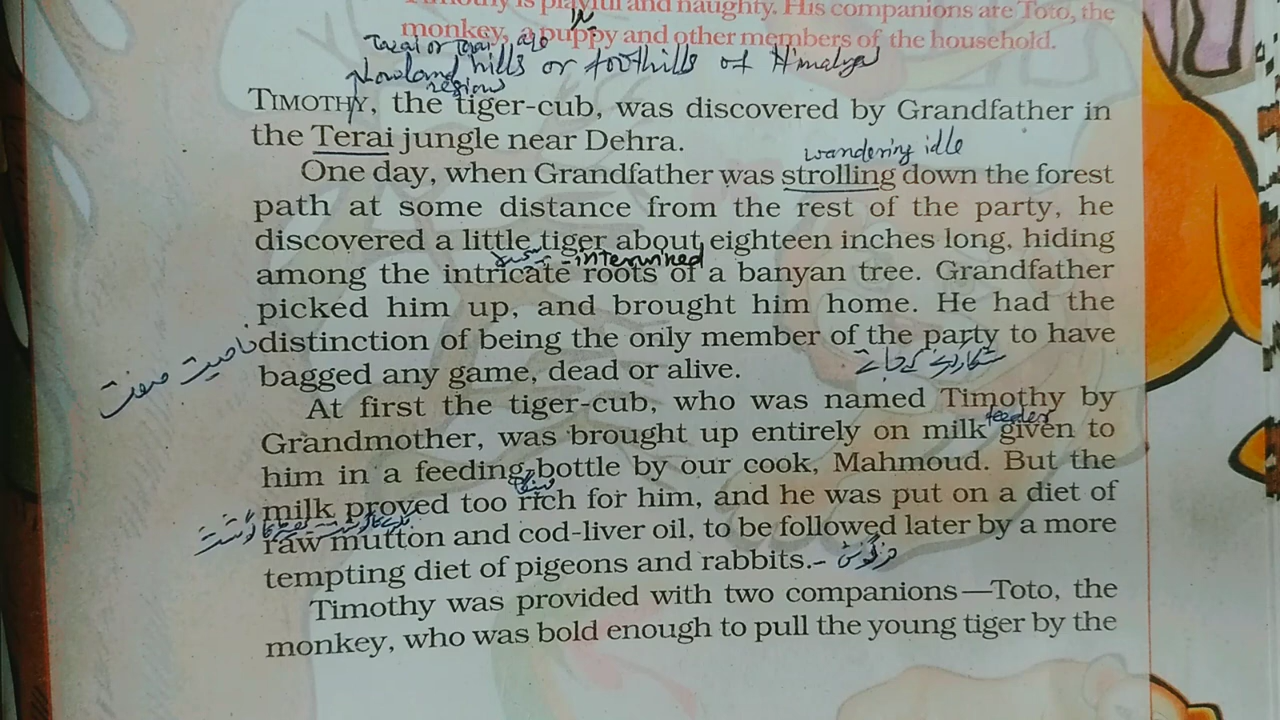 Timothy is playful and naughty. His companions are Toto, the
monkey, a puppy and other members of the household.
hills or foothills of Himalya
region
TIMOTHY, the tiger-cub, was discovered by Grandfather in
the Terai jungle near Dehra.
wandering idle
One day, when Grandfather was strolling down the forest
path at some distance from the rest of the party, he
discovered a little tiger about eighteen inches long, hiding
intermined
among the intricate roots of a banyan tree. Grandfather
picked him up, and brought him home. He had the
distinction of being the only member of the party to have
خاصیت صفت
bagged any game, dead or alive.
At first the tiger-cub, who was named Timothy by
feeder
Grandmother, was brought up entirely on milk given to
him in a feeding bottle by our cook, Mahmoud. But the
milk proved too rich for him, and he was put on a diet of
raw mutton and cod-liver oil, to be followed later by a more
tempting diet of pigeons and rabbits. خرگوش
Timothy was provided with two companions—Toto, the
monkey, who was bold enough to pull the young tiger by the